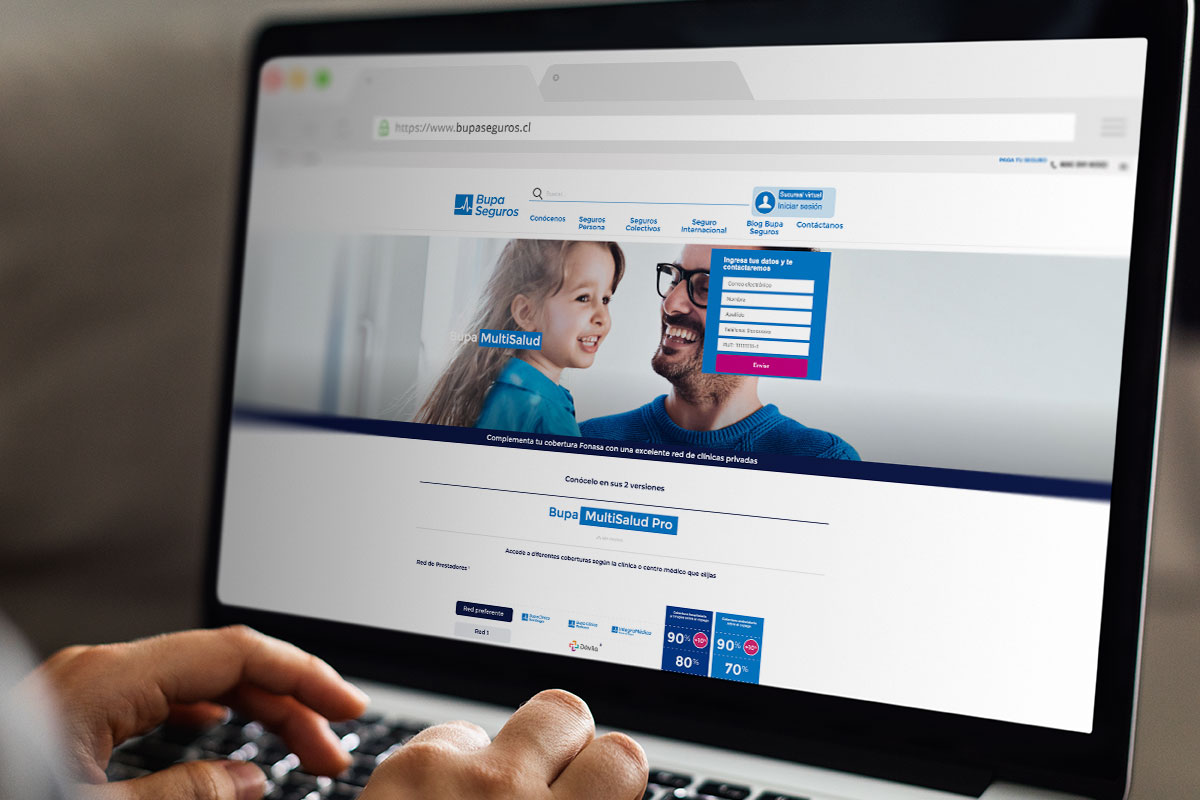 https://www.bupaseguros.cl
PAGA TU SEGURO
Bupa
Seguros
Buscar...
Sucursal virtual
Iniciar sesión
Conócenos
Seguros
Persona
Seguros
Colectivos
Seguro
Internacional
Blog Bupa
Seguros
Contáctanos
Ingresa tus datos y te
contactaremos
Correo electrónico
Nombre
Apellido
Enviar
Bupa MultiSalud
Complementa tu cobertura Fonasa con una excelente red de clínicas privadas
Conócelo en sus 2 versiones
Bupa MultiSalud Pro
Accede a diferentes coberturas según la clínica o centro médico que elijas
Red de Prestadores
Red preferente
IntegraMédica
Red 1
Dávila
90% +10%
80%
90% +10%
70%